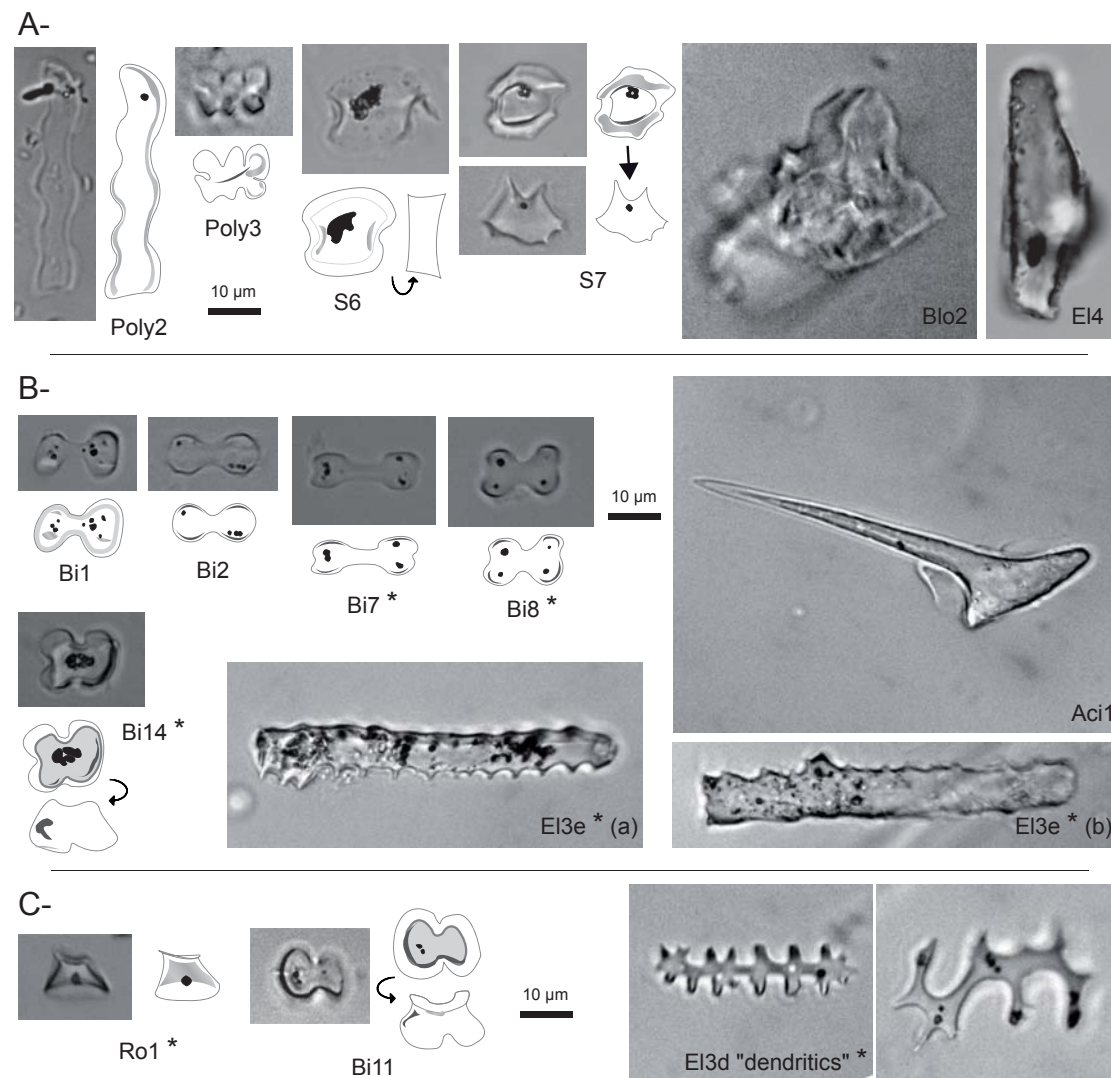 A-
Poly2
Poly3
10 µm
S6
S7
Blo2
El4
B-
Bi1
Bi2
Bi7 *
Bi8 *
10 µm
Aci1
Bi14 *
El3e * (a)
El3e * (b)
C-
Ro1 *
Bi11
10 µm
El3d "dendritics" *